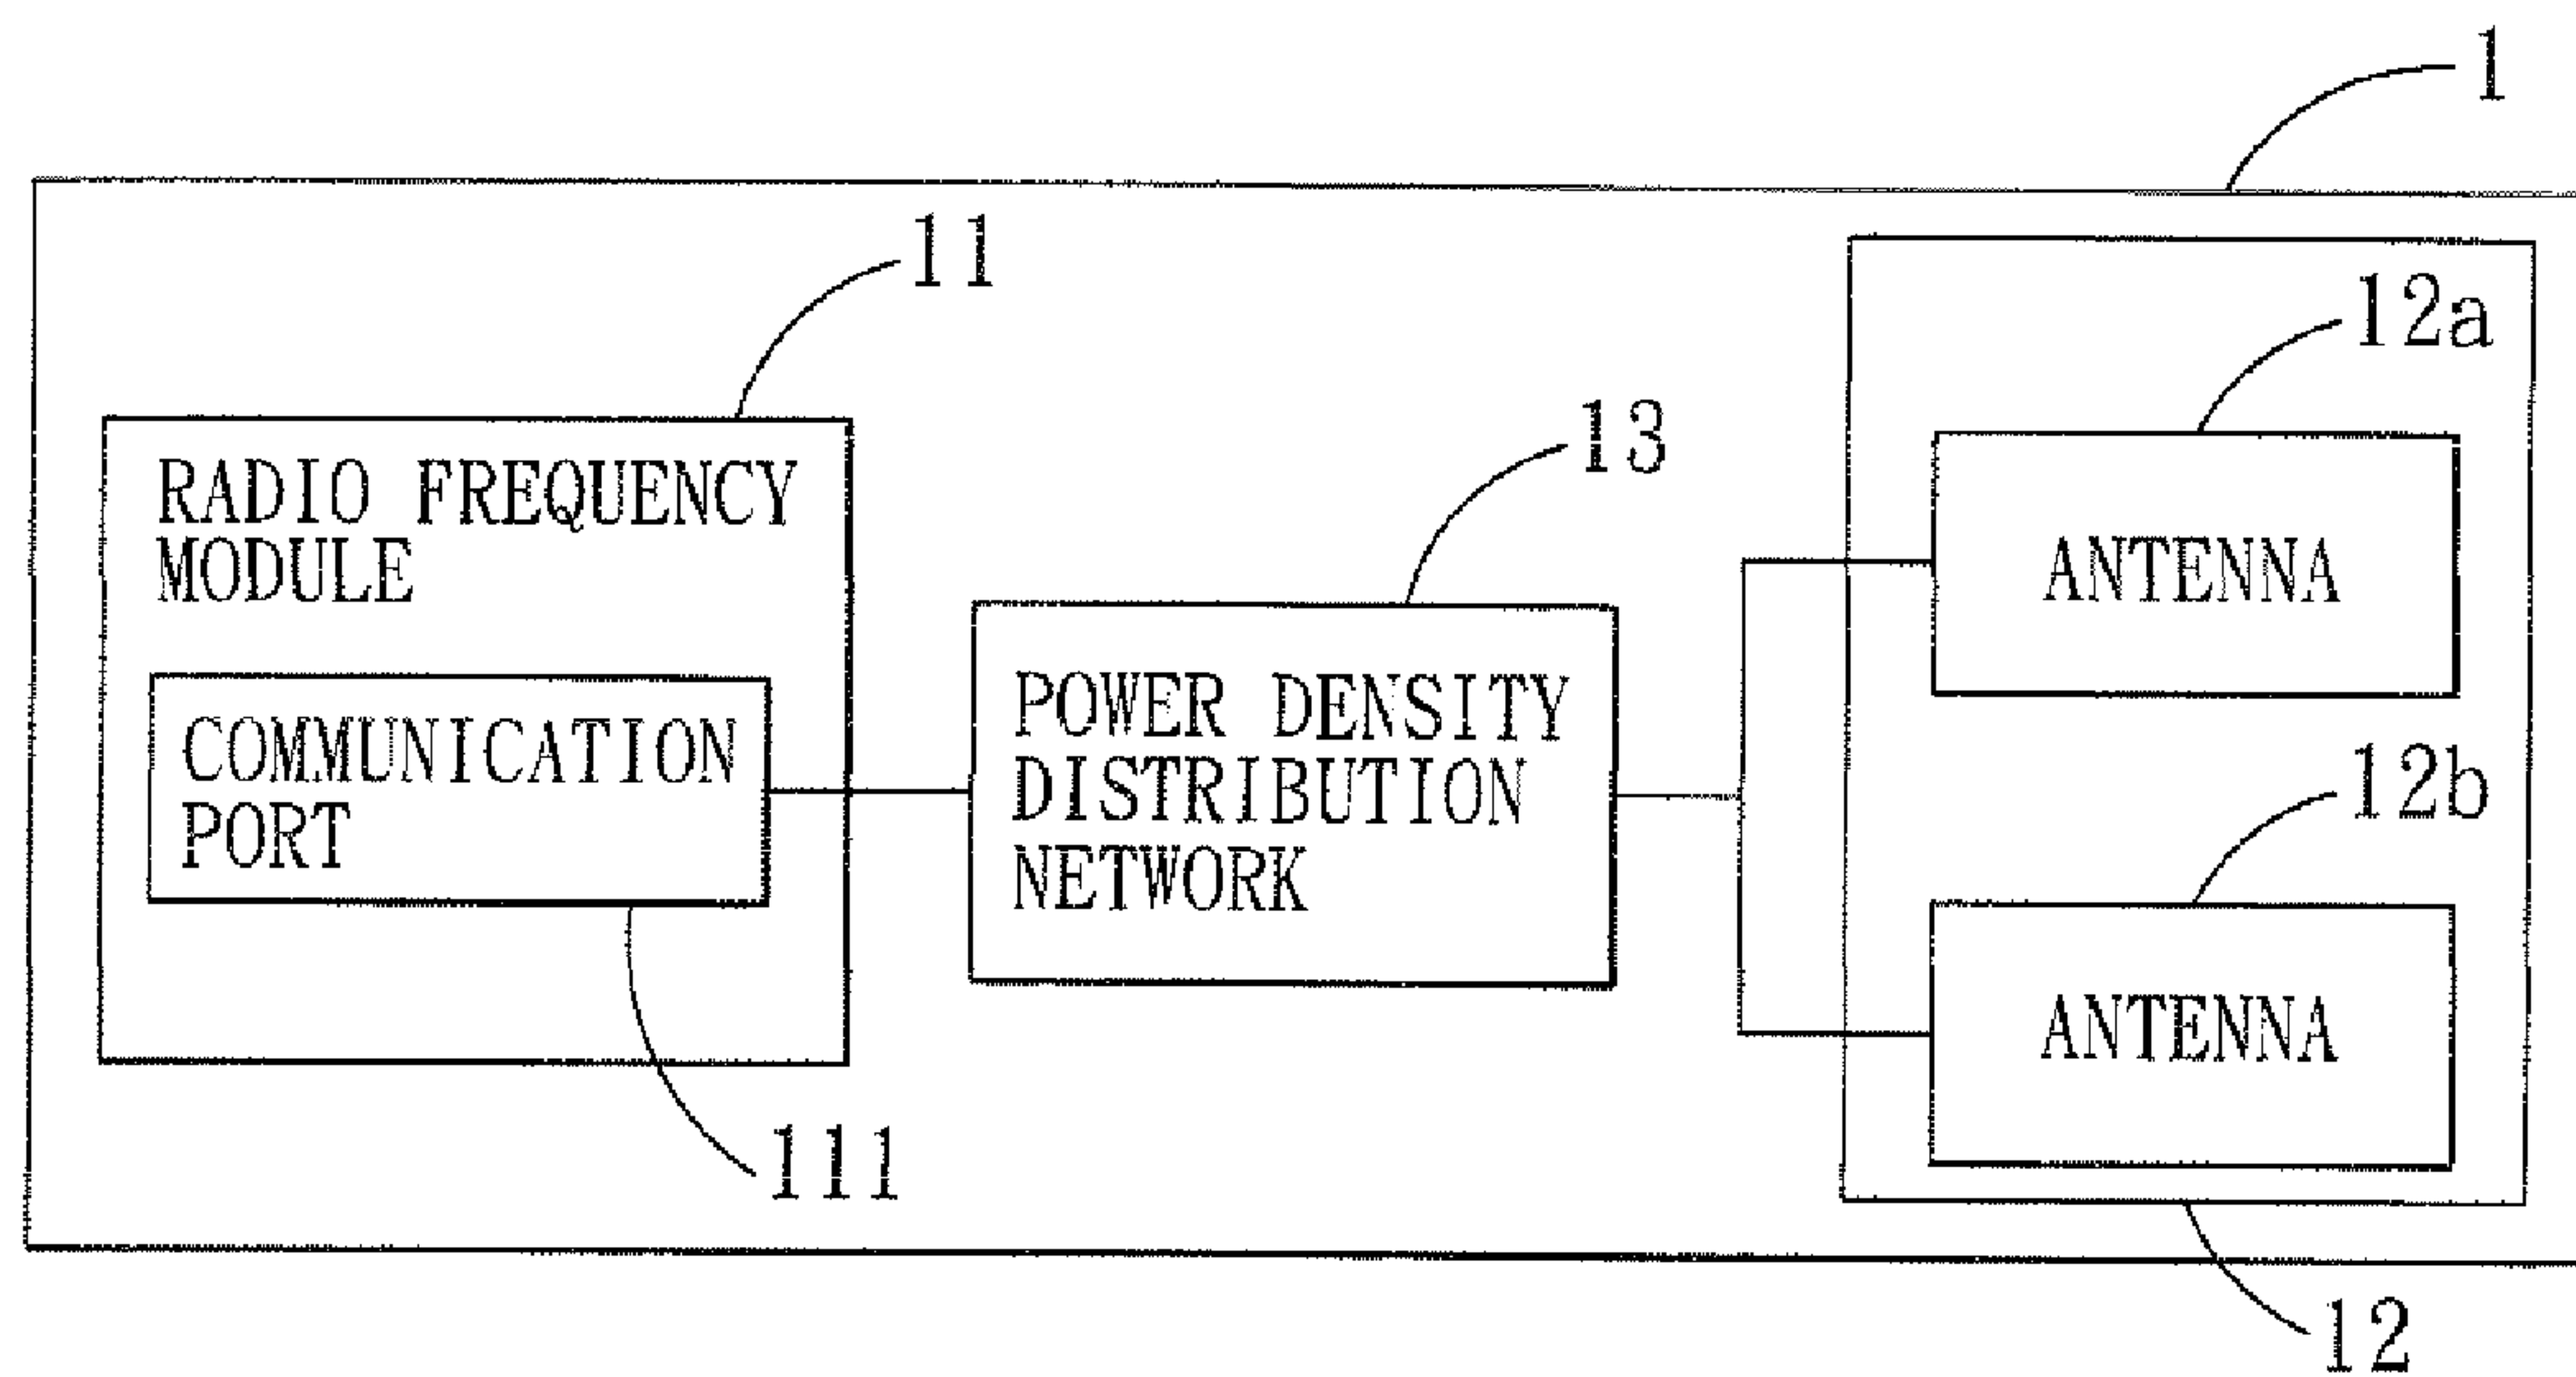 1
11
12a
13
RADIO FREQUENCY
MODULE
ANTENNA
COMMUNICATION
PORT
POWER DENSITY
DISTRIBUTION
NETWORK
12b
ANTENNA
111
12